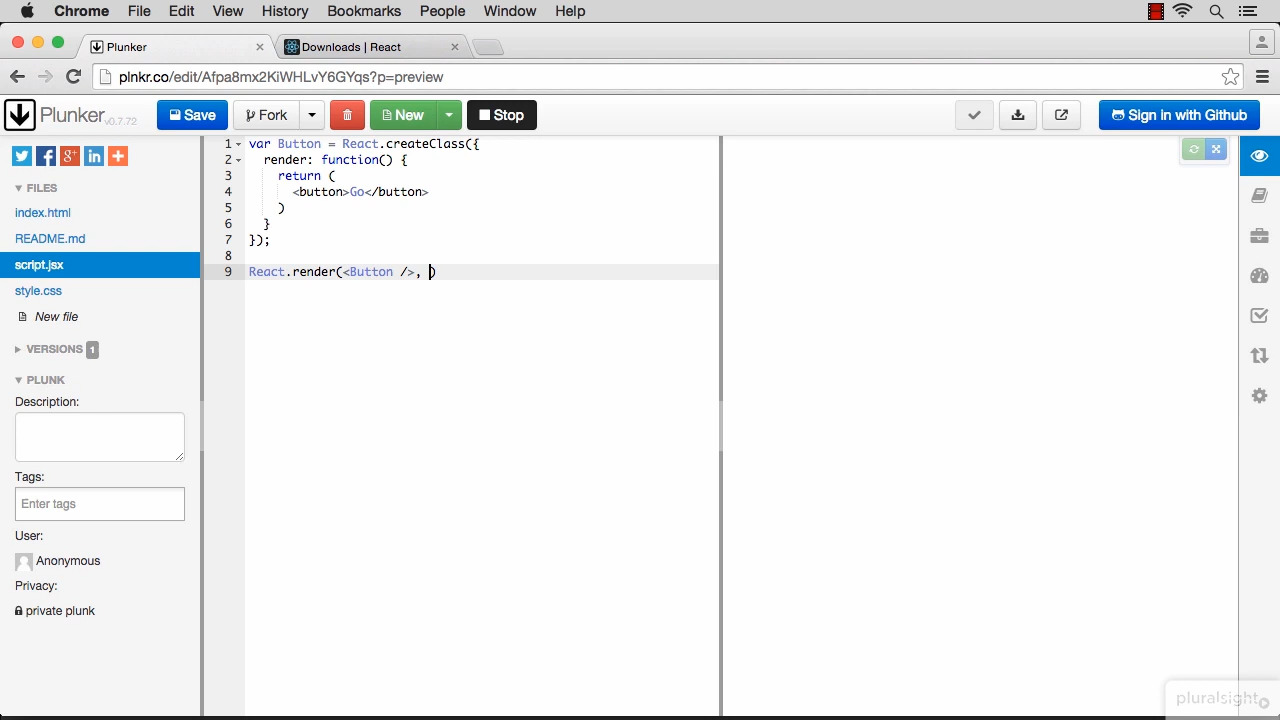 Chrome File Edit View History Bookmarks People Window Help
Plunker
Downloads | React
plnkr.co/edit/Afpa8mx2KiWHLvY6GYqs?p=preview
Plunker v0.7.72 Save Fork New Stop Sign in with Github
FILES
index.html
README.md
script.jsx
style.css
New file
VERSIONS 1
PLUNK
Description:
Tags:
Enter tags
User:
Anonymous
Privacy:
private plunk
1 var Button = React.createClass({
2   render: function() {
3     return (
4       <button>Go</button>
5     )
6   }
7 });
8
9 React.render(<Button />, )
pluralsight